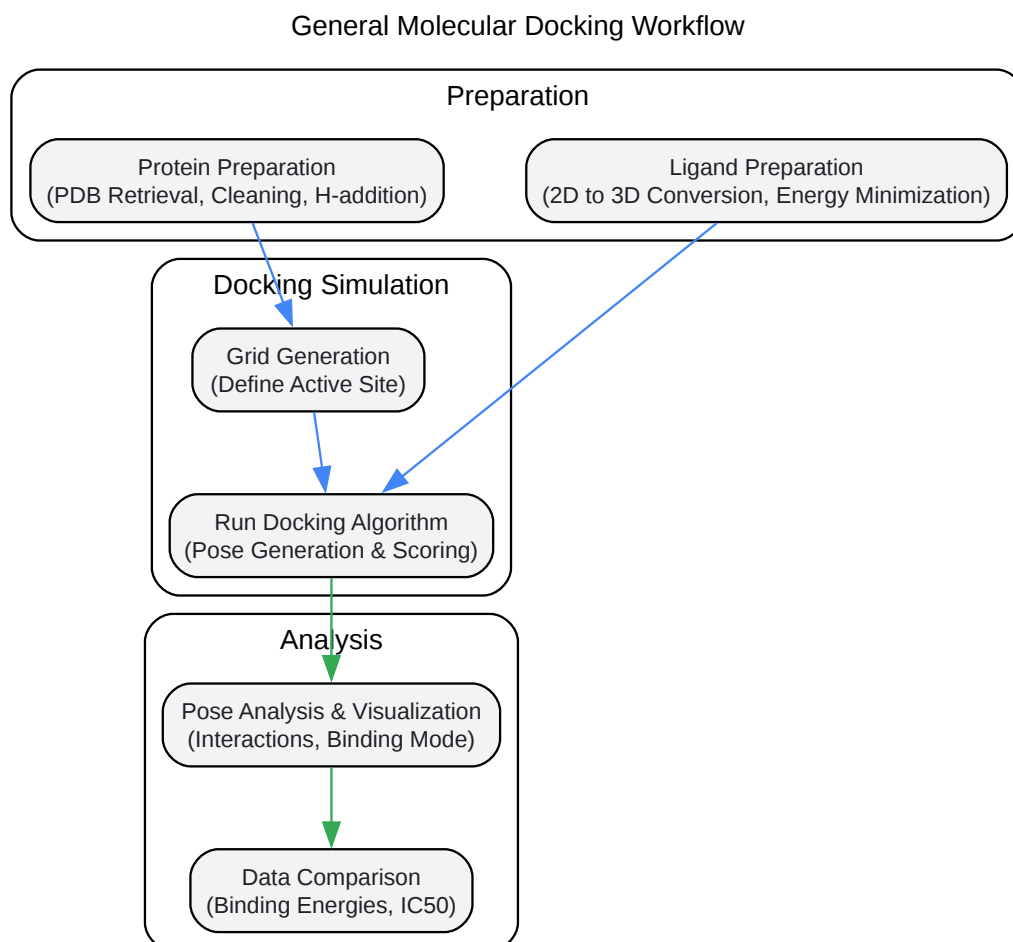 General Molecular Docking Workflow
Preparation
Protein Preparation
(PDB Retrieval, Cleaning, H-addition)
Ligand Preparation
(2D to 3D Conversion, Energy Minimization)
Docking Simulation
Grid Generation
(Define Active Site)
Run Docking Algorithm
(Pose Generation & Scoring)
Analysis
Pose Analysis & Visualization
(Interactions, Binding Mode)
Data Comparison
(Binding Energies, IC50)